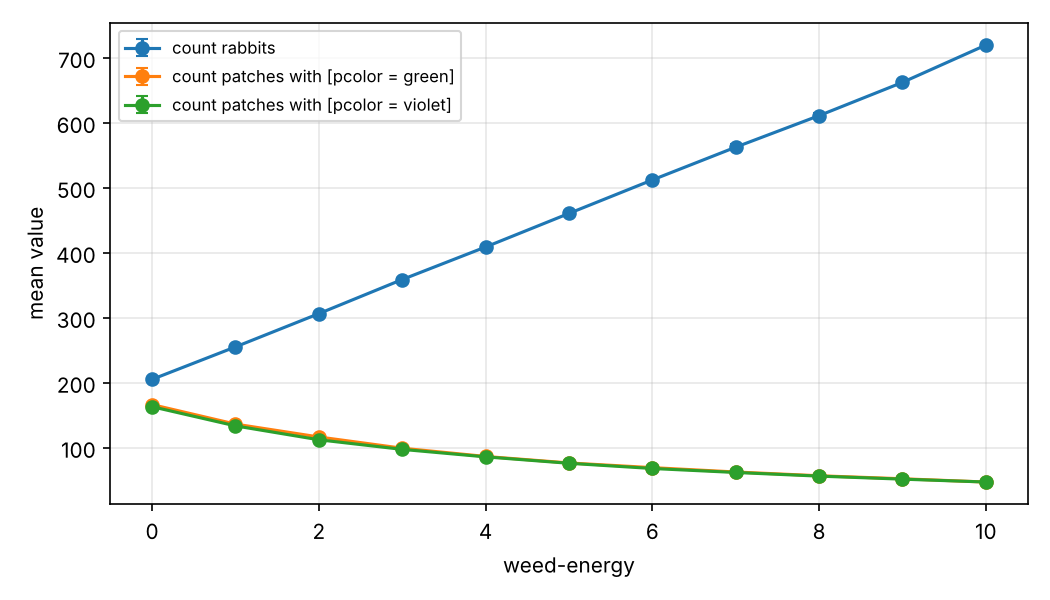 count rabbits
count patches with [pcolor = green]
count patches with [pcolor = violet]
mean value
700
600
500
400
300
200
100
0 2 4 6 8 10
weed-energy